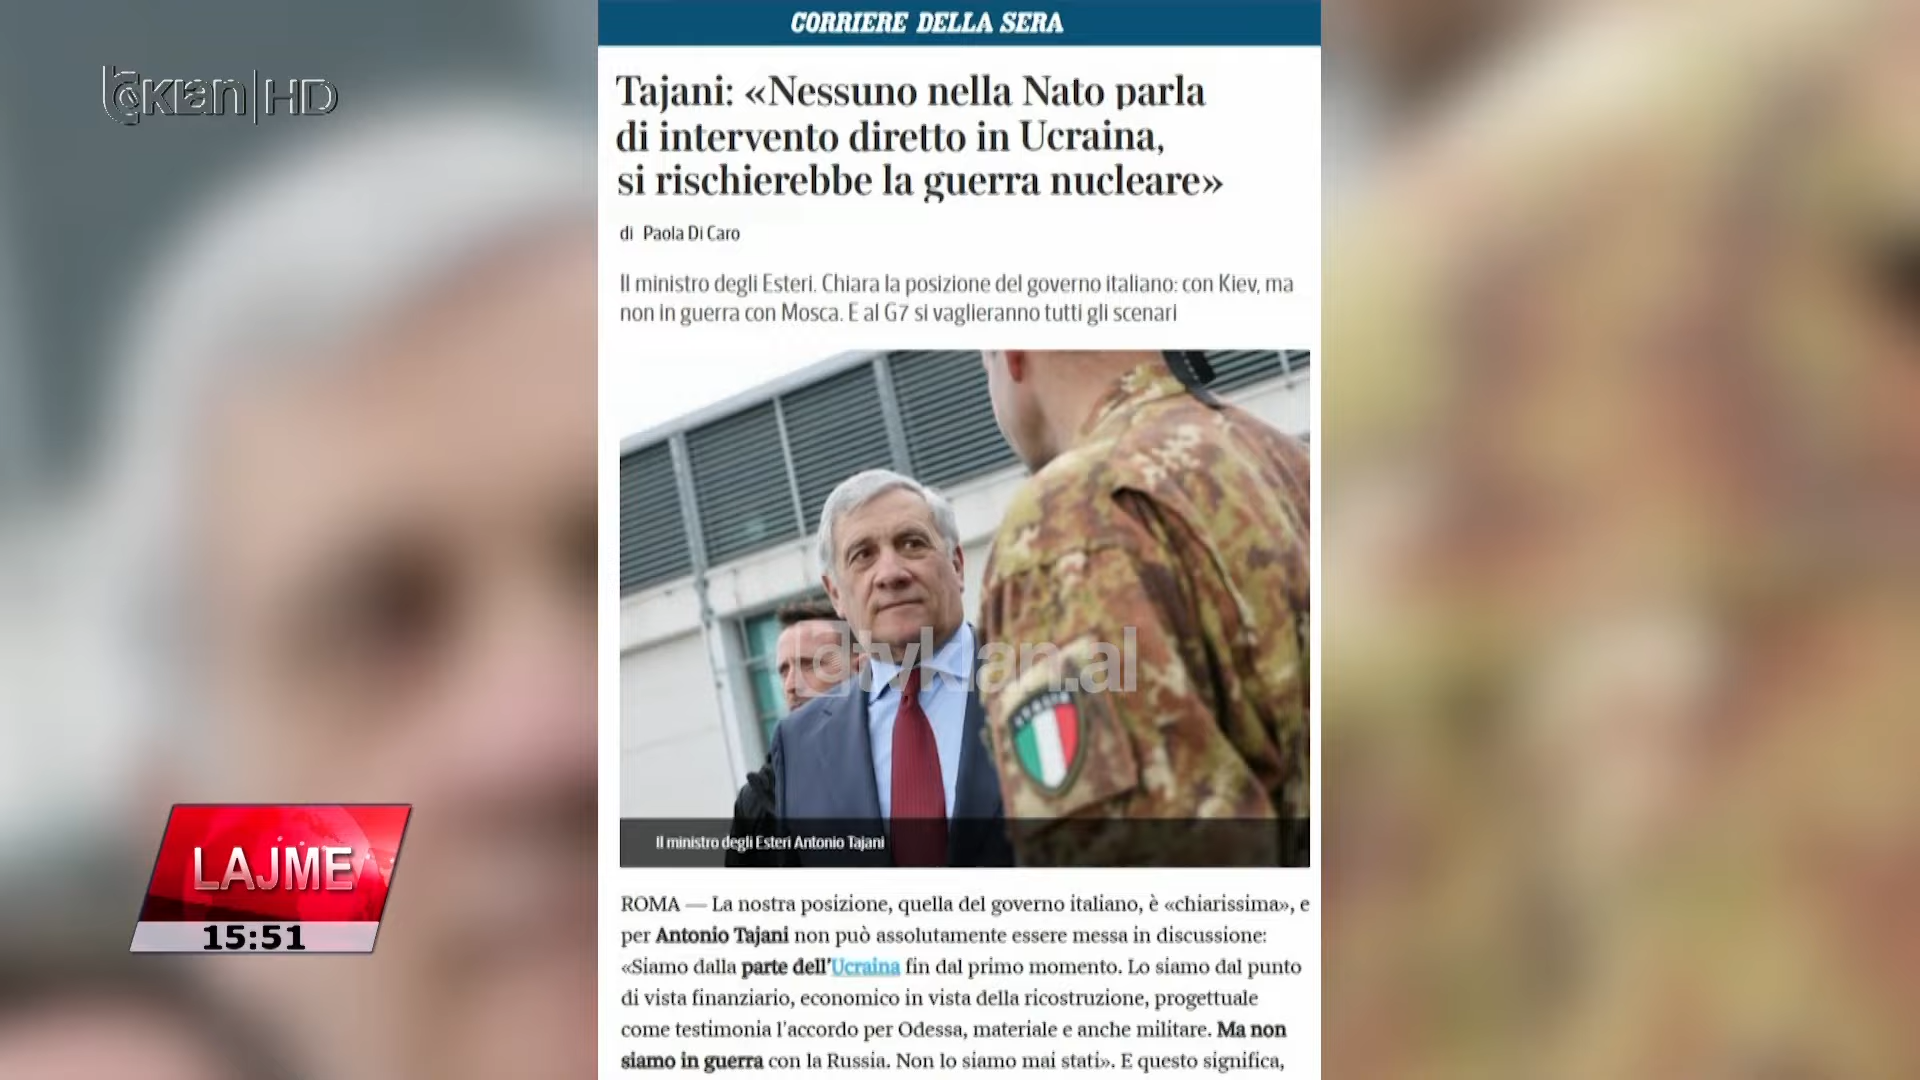 CORRIERE DELLA SERA
klan HD
Tajani: «Nessuno nella Nato parla
di intervento diretto in Ucraina,
si rischierebbe la guerra nucleare»
di Paola Di Caro
Il ministro degli Esteri. Chiara la posizione del governo italiano: con Kiev, ma
non in guerra con Mosca. E al G7 si vaglieranno tutti gli scenari
tvklan.al
ITALIA
Il ministro degli Esteri Antonio Tajani
LAJME
15:51
ROMA — La nostra posizione, quella del governo italiano, è «chiarissima», e
per Antonio Tajani non può assolutamente essere messa in discussione:
«Siamo dalla parte dell'Ucraina fin dal primo momento. Lo siamo dal punto
di vista finanziario, economico in vista della ricostruzione, progettuale
come testimonia l'accordo per Odessa, materiale e anche militare. Ma non
siamo in guerra con la Russia. Non lo siamo mai stati». E questo significa,